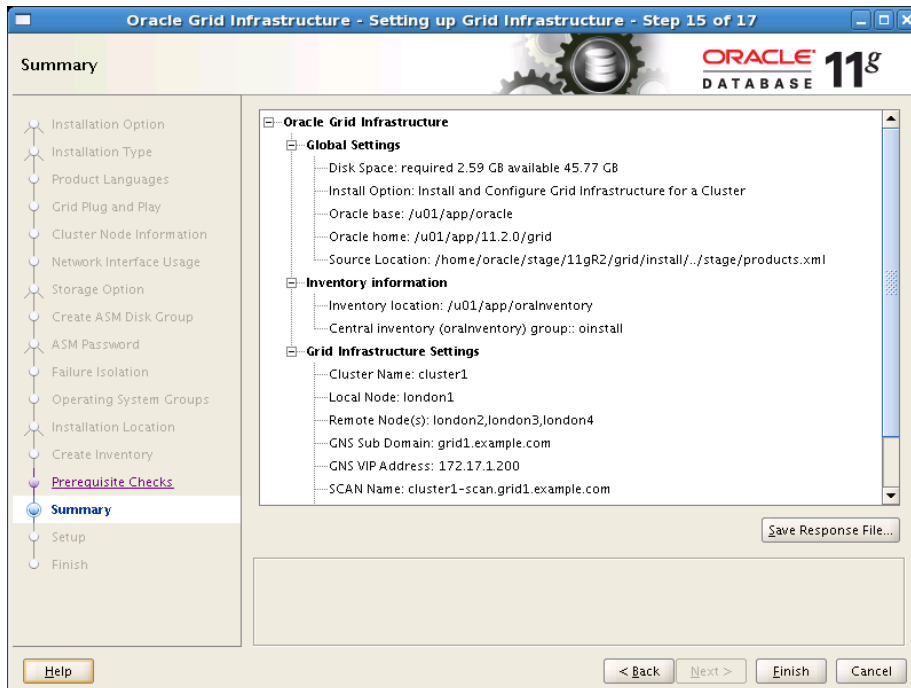 Oracle Grid Infrastructure - Setting up Grid Infrastructure - Step 15 of 17
Summary
ORACLE
DATABASE
11g
Installation Option
Installation Type
Product Languages
Grid Plug and Play
Cluster Node Information
Network Interface Usage
Storage Option
Create ASM Disk Group
ASM Password
Failure Isolation
Operating System Groups
Installation Location
Create Inventory
Prerequisite Checks
Summary
Setup
Finish
Oracle Grid Infrastructure
Global Settings
Disk Space: required 2.59 GB available 45.77 GB
Install Option: Install and Configure Grid Infrastructure for a Cluster
Oracle base: /u01/app/oracle
Oracle home: /u01/app/11.2.0/grid
Source Location: /home/oracle/stage/11gR2/grid/install/../stage/products.xml
Inventory information
Inventory location: /u01/app/oraInventory
Central inventory (oraInventory) group:: oinstall
Grid Infrastructure Settings
Cluster Name: cluster1
Local Node: london1
Remote Node(s): london2,london3,london4
GNS Sub Domain: grid1.example.com
GNS VIP Address: 172.17.1.200
SCAN Name: cluster1-scan.grid1.example.com
Save Response File...
Help
< Back
Next >
Finish
Cancel